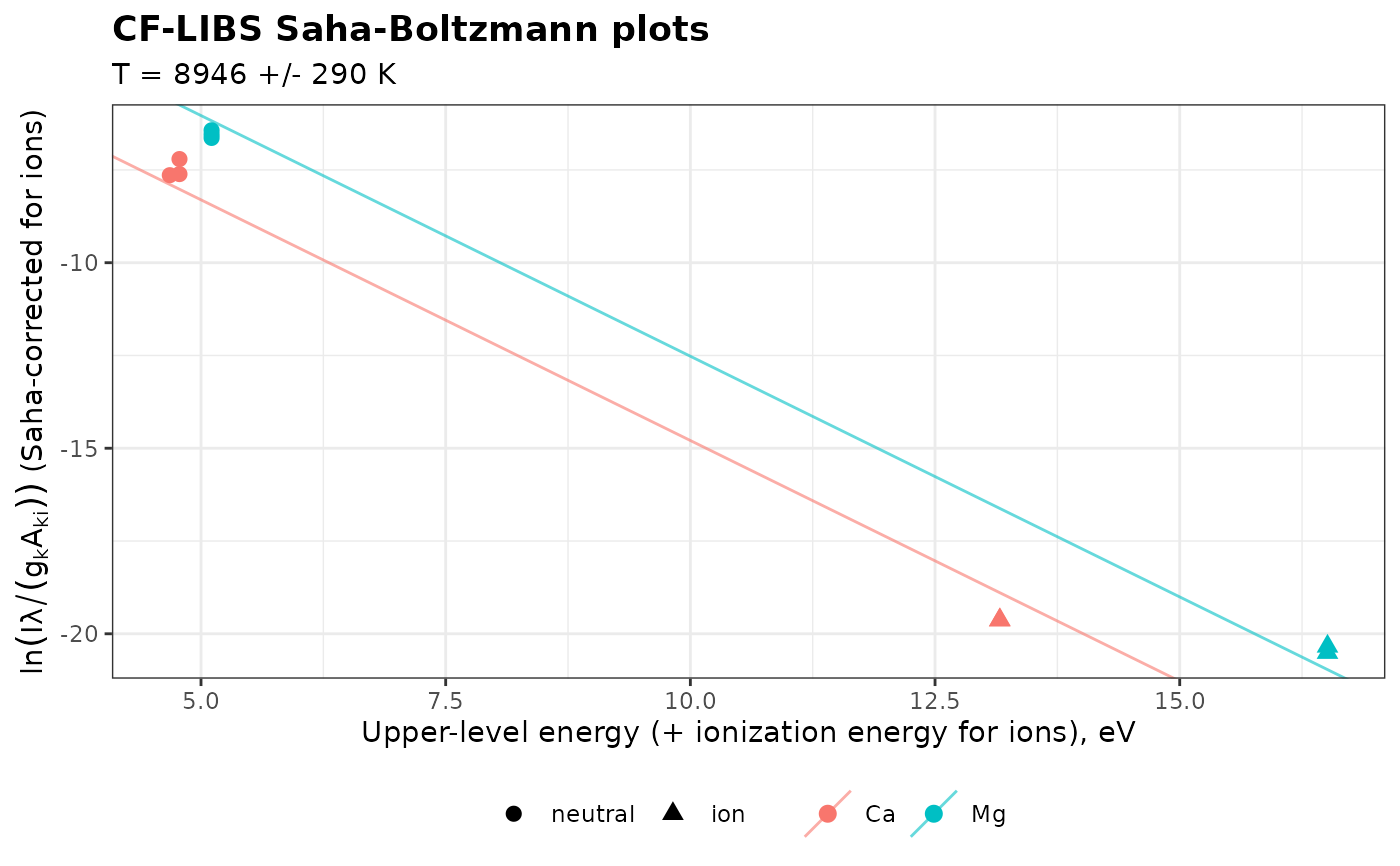 CF-LIBS Saha-Boltzmann plots
T = 8946 +/- 290 K
ln(Iλ/(gkAki)) (Saha-corrected for ions)
-10
-15
-20
5.0 7.5 10.0 12.5 15.0
Upper-level energy (+ ionization energy for ions), eV
neutral ion Ca Mg